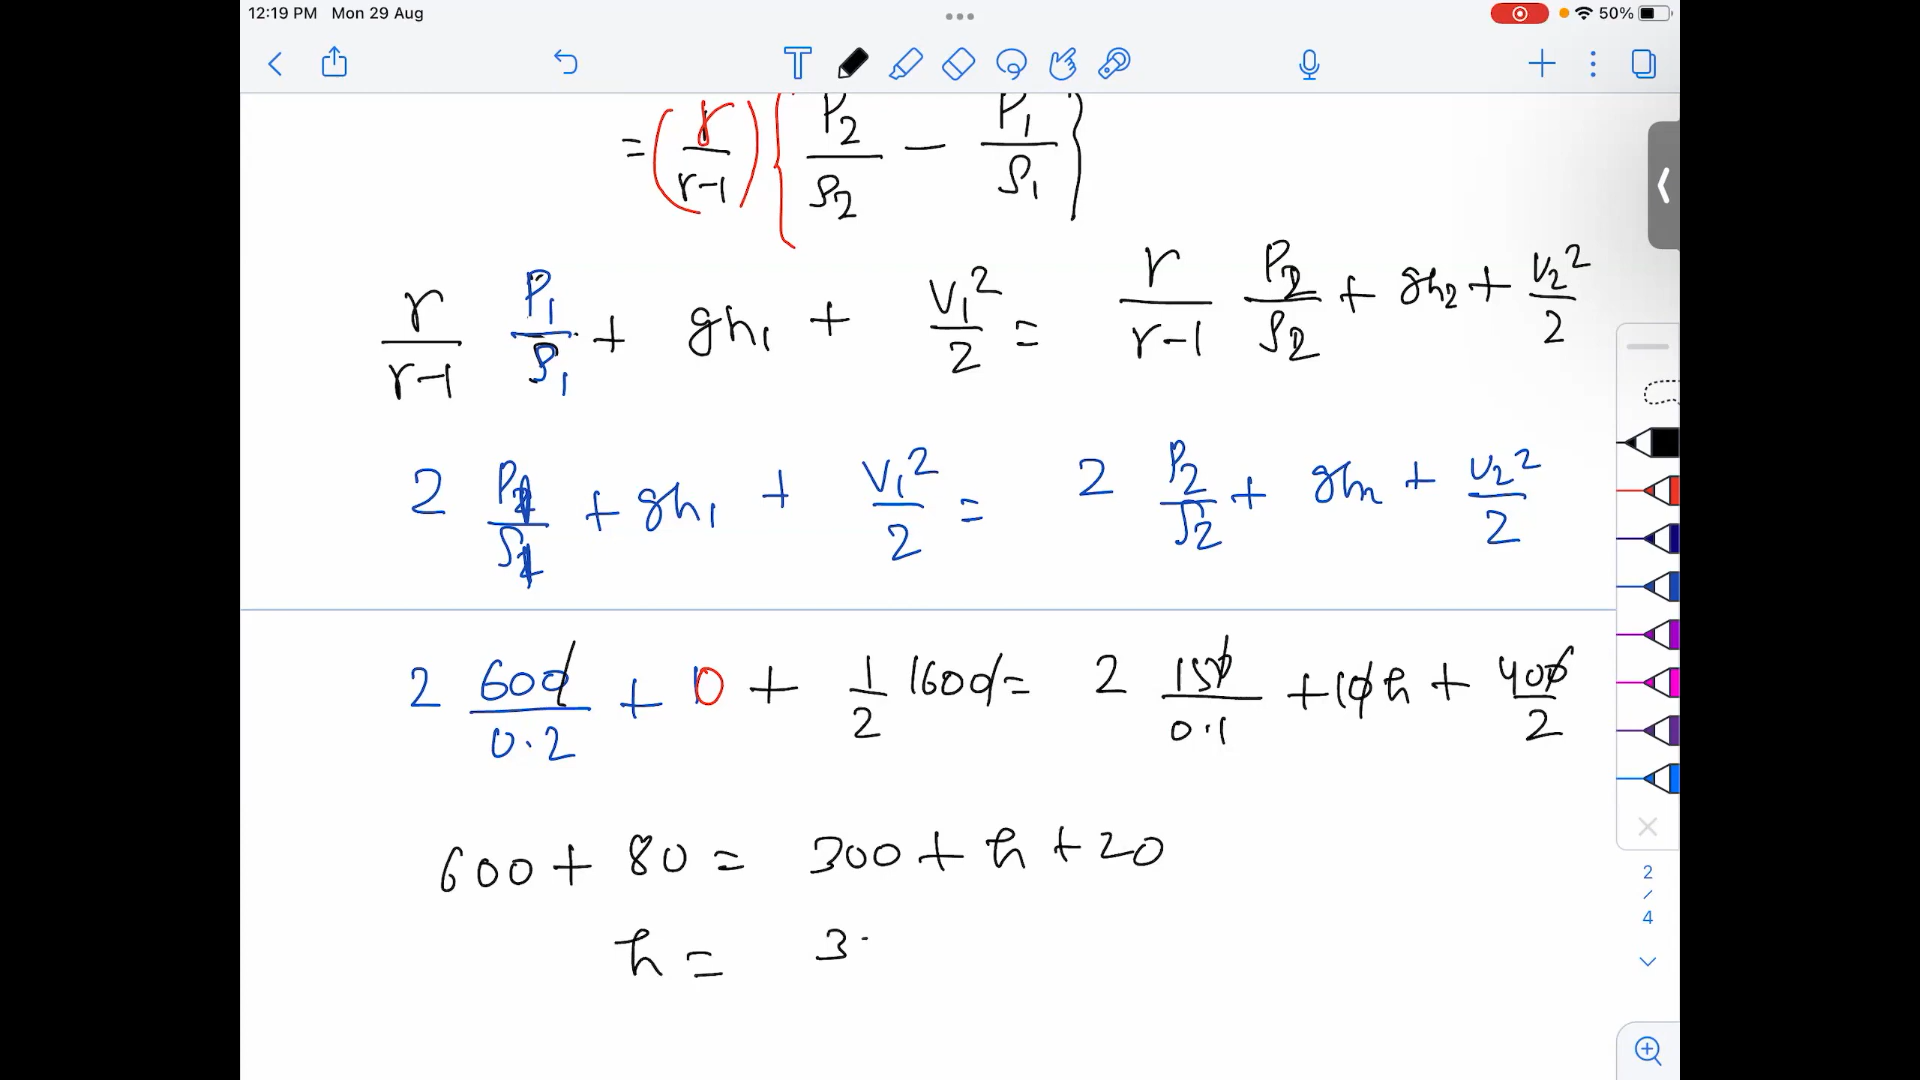 12:19 PM Mon 29 Aug 50%
= (r/r-1) { P2/ρ2 - P1/ρ1 }
r/r-1 P1/ρ1 + gh1 + V1²/2 = r/r-1 P2/ρ2 + gh2 + V2²/2
2 P1/ρ1 + gh1 + V1²/2 = 2 P2/ρ2 + gh2 + V2²/2
2 600/0.2 + 0 + 1/2 1600 = 2 150/0.1 + 10h + 400/2
600 + 80 = 300 + h + 20
h = 3
2
/
4